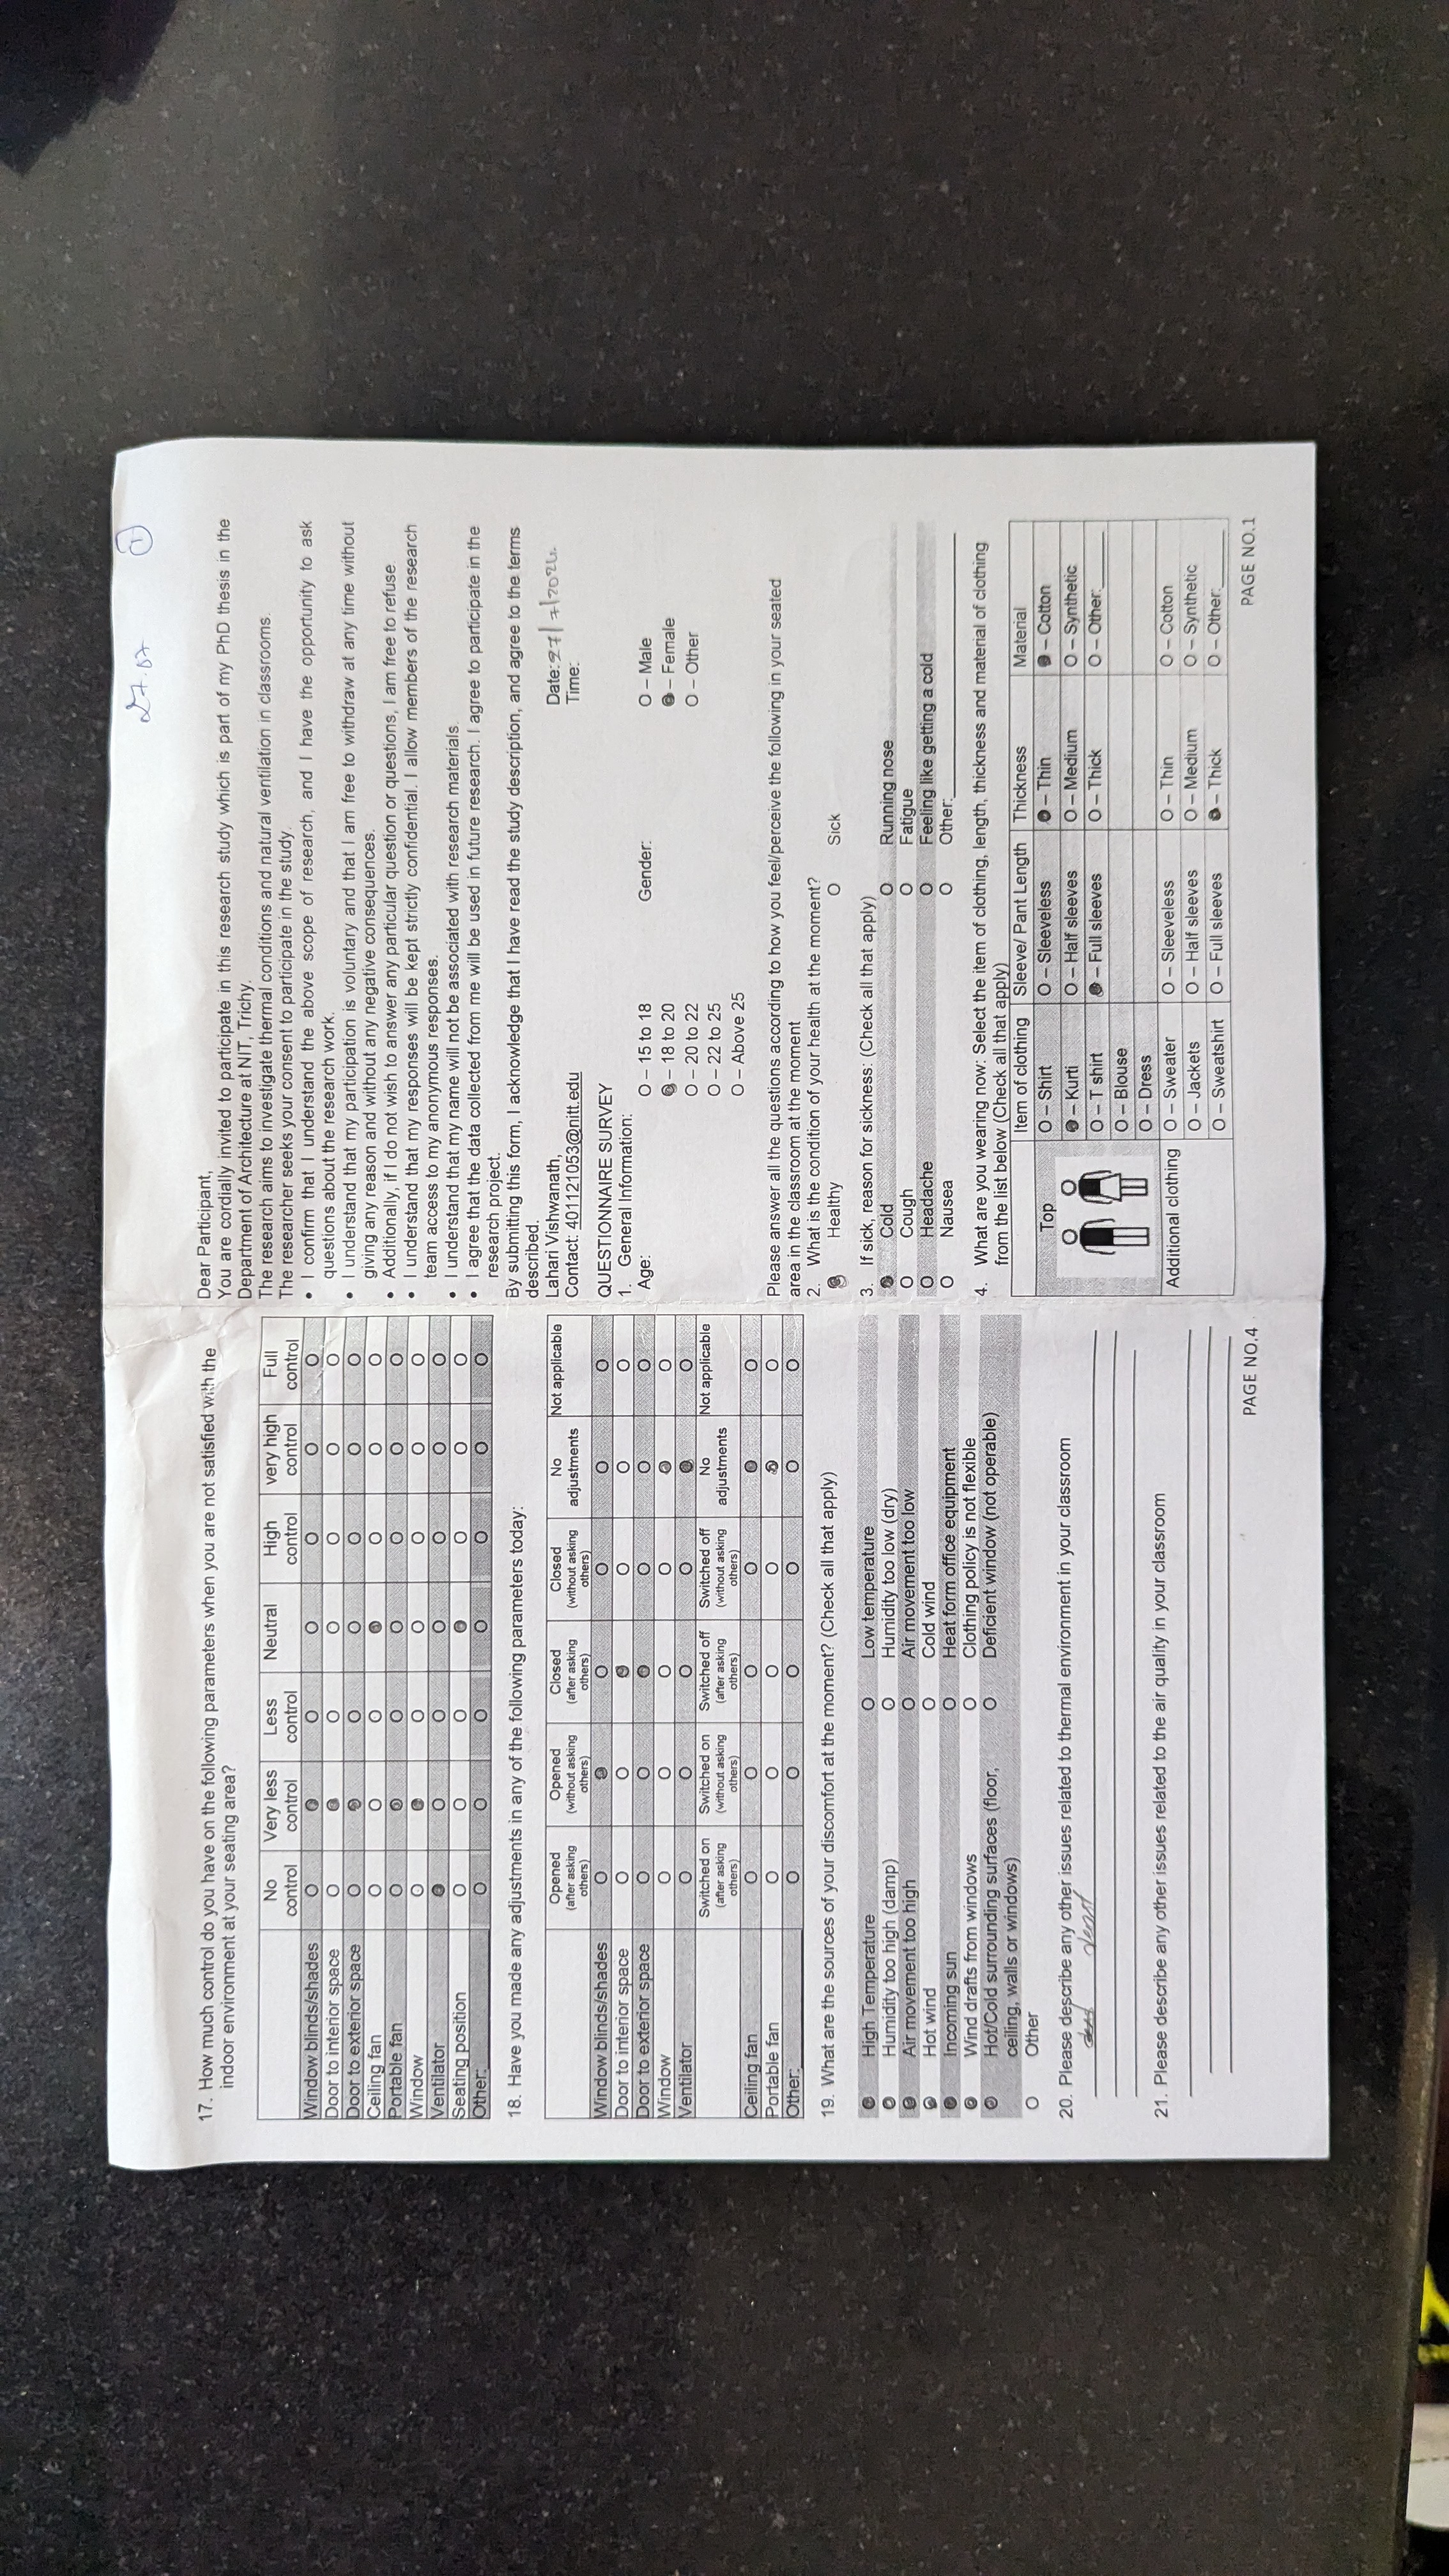 17. How much control do you have on the following parameters when you are not satisfied with the
indoor environment at your seating area?
No control Very less control Less control Neutral High control very high control Full control
Window blinds/shades O O O O O O O
Door to interior space O O O O O O O
Door to exterior space O O O O O O O
Ceiling fan O O O O O O O
Portable fan O O O O O O O
Window O O O O O O O
Ventilator O O O O O O O
Seating position O O O O O O O
Other: O O O O O O O
18. Have you made any adjustments in any of the following parameters today:
Opened (after asking others) Opened (without asking others) Closed (after asking others) Closed (without asking others) No adjustments Not applicable
Window blinds/shades O O O O O O
Door to interior space O O O O O O
Door to exterior space O O O O O O
Window O O O O O O
Ventilator O O O O O O
Switched on (after asking others) Switched on (without asking others) Switched off (after asking others) Switched off (without asking others) No adjustments Not applicable
Ceiling fan O O O O O O
Portable fan O O O O O O
Other: O O O O O O
19. What are the sources of your discomfort at the moment? (Check all that apply)
O High Temperature O Low temperature
O Humidity too high (damp) O Humidity too low (dry)
O Air movement too high O Air movement too low
O Hot wind O Cold wind
O Incoming sun O Heat form office equipment
O Wind drafts from windows O Clothing policy is not flexible
O Hot/Cold surrounding surfaces (floor, O Deficient window (not operable)
ceiling, walls or windows)
O Other
20. Please describe any other issues related to thermal environment in your classroom
21. Please describe any other issues related to the air quality in your classroom
PAGE NO.4
27.07 1
Dear Participant,
You are cordially invited to participate in this research study which is part of my PhD thesis in the
Department of Architecture at NIT, Trichy.
The research aims to investigate thermal conditions and natural ventilation in classrooms.
The researcher seeks your consent to participate in the study.
• I confirm that I understand the above scope of research, and I have the opportunity to ask
questions about the research work.
• I understand that my participation is voluntary and that I am free to withdraw at any time without
giving any reason and without any negative consequences.
• Additionally, if I do not wish to answer any particular question or questions, I am free to refuse
• I understand that my responses will be kept strictly confidential. I allow members of the research
team access to my anonymous responses.
• I understand that my name will not be associated with research materials.
• I agree that the data collected from me will be used in future research. I agree to participate in the
research project.
By submitting this form, I acknowledge that I have read the study description, and agree to the terms
described.
Lahari Vishwanath, Date: 27/7/2024.
Contact: 401121053@nitt.edu Time:
QUESTIONNAIRE SURVEY
1. General Information:
Age: O – 15 to 18 Gender: O – Male
O – 18 to 20 O – Female
O – 20 to 22 O – Other
O – 22 to 25
O – Above 25
Please answer all the questions according to how you feel/perceive the following in your seated
area in the classroom at the moment
2. What is the condition of your health at the moment?
O Healthy O Sick
3. If sick, reason for sickness: (Check all that apply)
O Cold O Running nose
O Cough O Fatigue
O Headache O Feeling like getting a cold
O Nausea O Other:
4. What are you wearing now: Select the item of clothing, length, thickness and material of clothing
from the list below (Check all that apply)
Item of clothing Sleeve/ Pant Length Thickness Material
Top O – Shirt O – Sleeveless O – Thin O – Cotton
O – Kurti O – Half sleeves O – Medium O – Synthetic
O – T shirt O – Full sleeves O – Thick O – Other:
O – Blouse
O – Dress
Additional clothing O – Sweater O – Sleeveless O – Thin O – Cotton
O – Jackets O – Half sleeves O – Medium O – Synthetic
O – Sweatshirt O – Full sleeves O – Thick O – Other:
PAGE NO.1